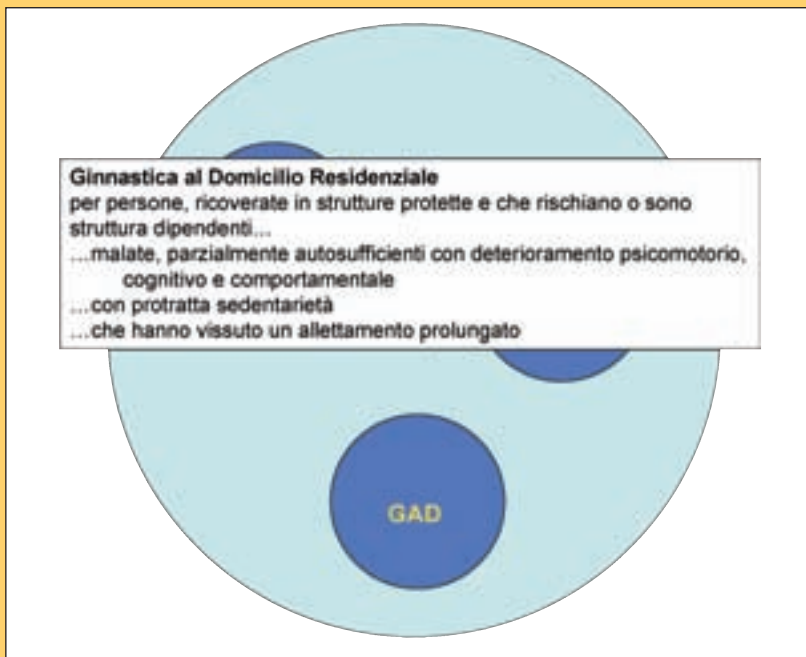 Ginnastica al Domicilio Residenziale
per persone, ricoverate in strutture protette e che rischiano o sono
struttura dipendenti...
...malate, parzialmente autosufficienti con deterioramento psicomotorio,
cognitivo e comportamentale
...con protratta sedentarietà
...che hanno vissuto un allettamento prolungato
GAD